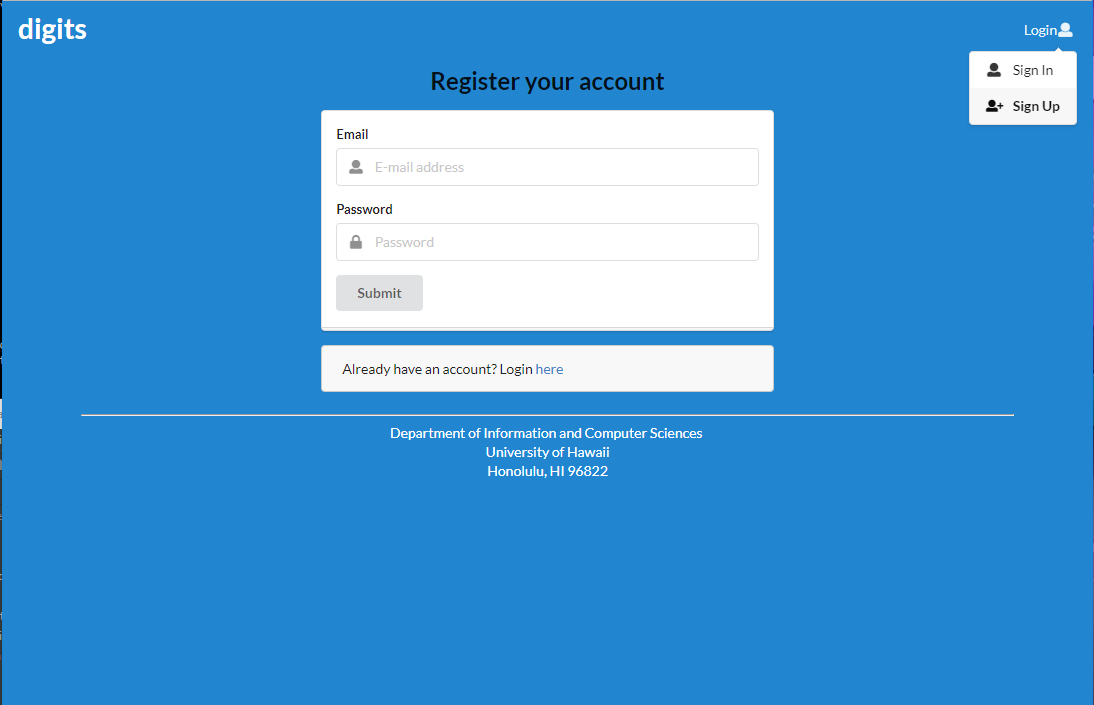 digits
Login
Sign In
Sign Up
Register your account
Email
E-mail address
Password
Password
Submit
Already have an account? Login here
Department of Information and Computer Sciences
University of Hawaii
Honolulu, HI 96822